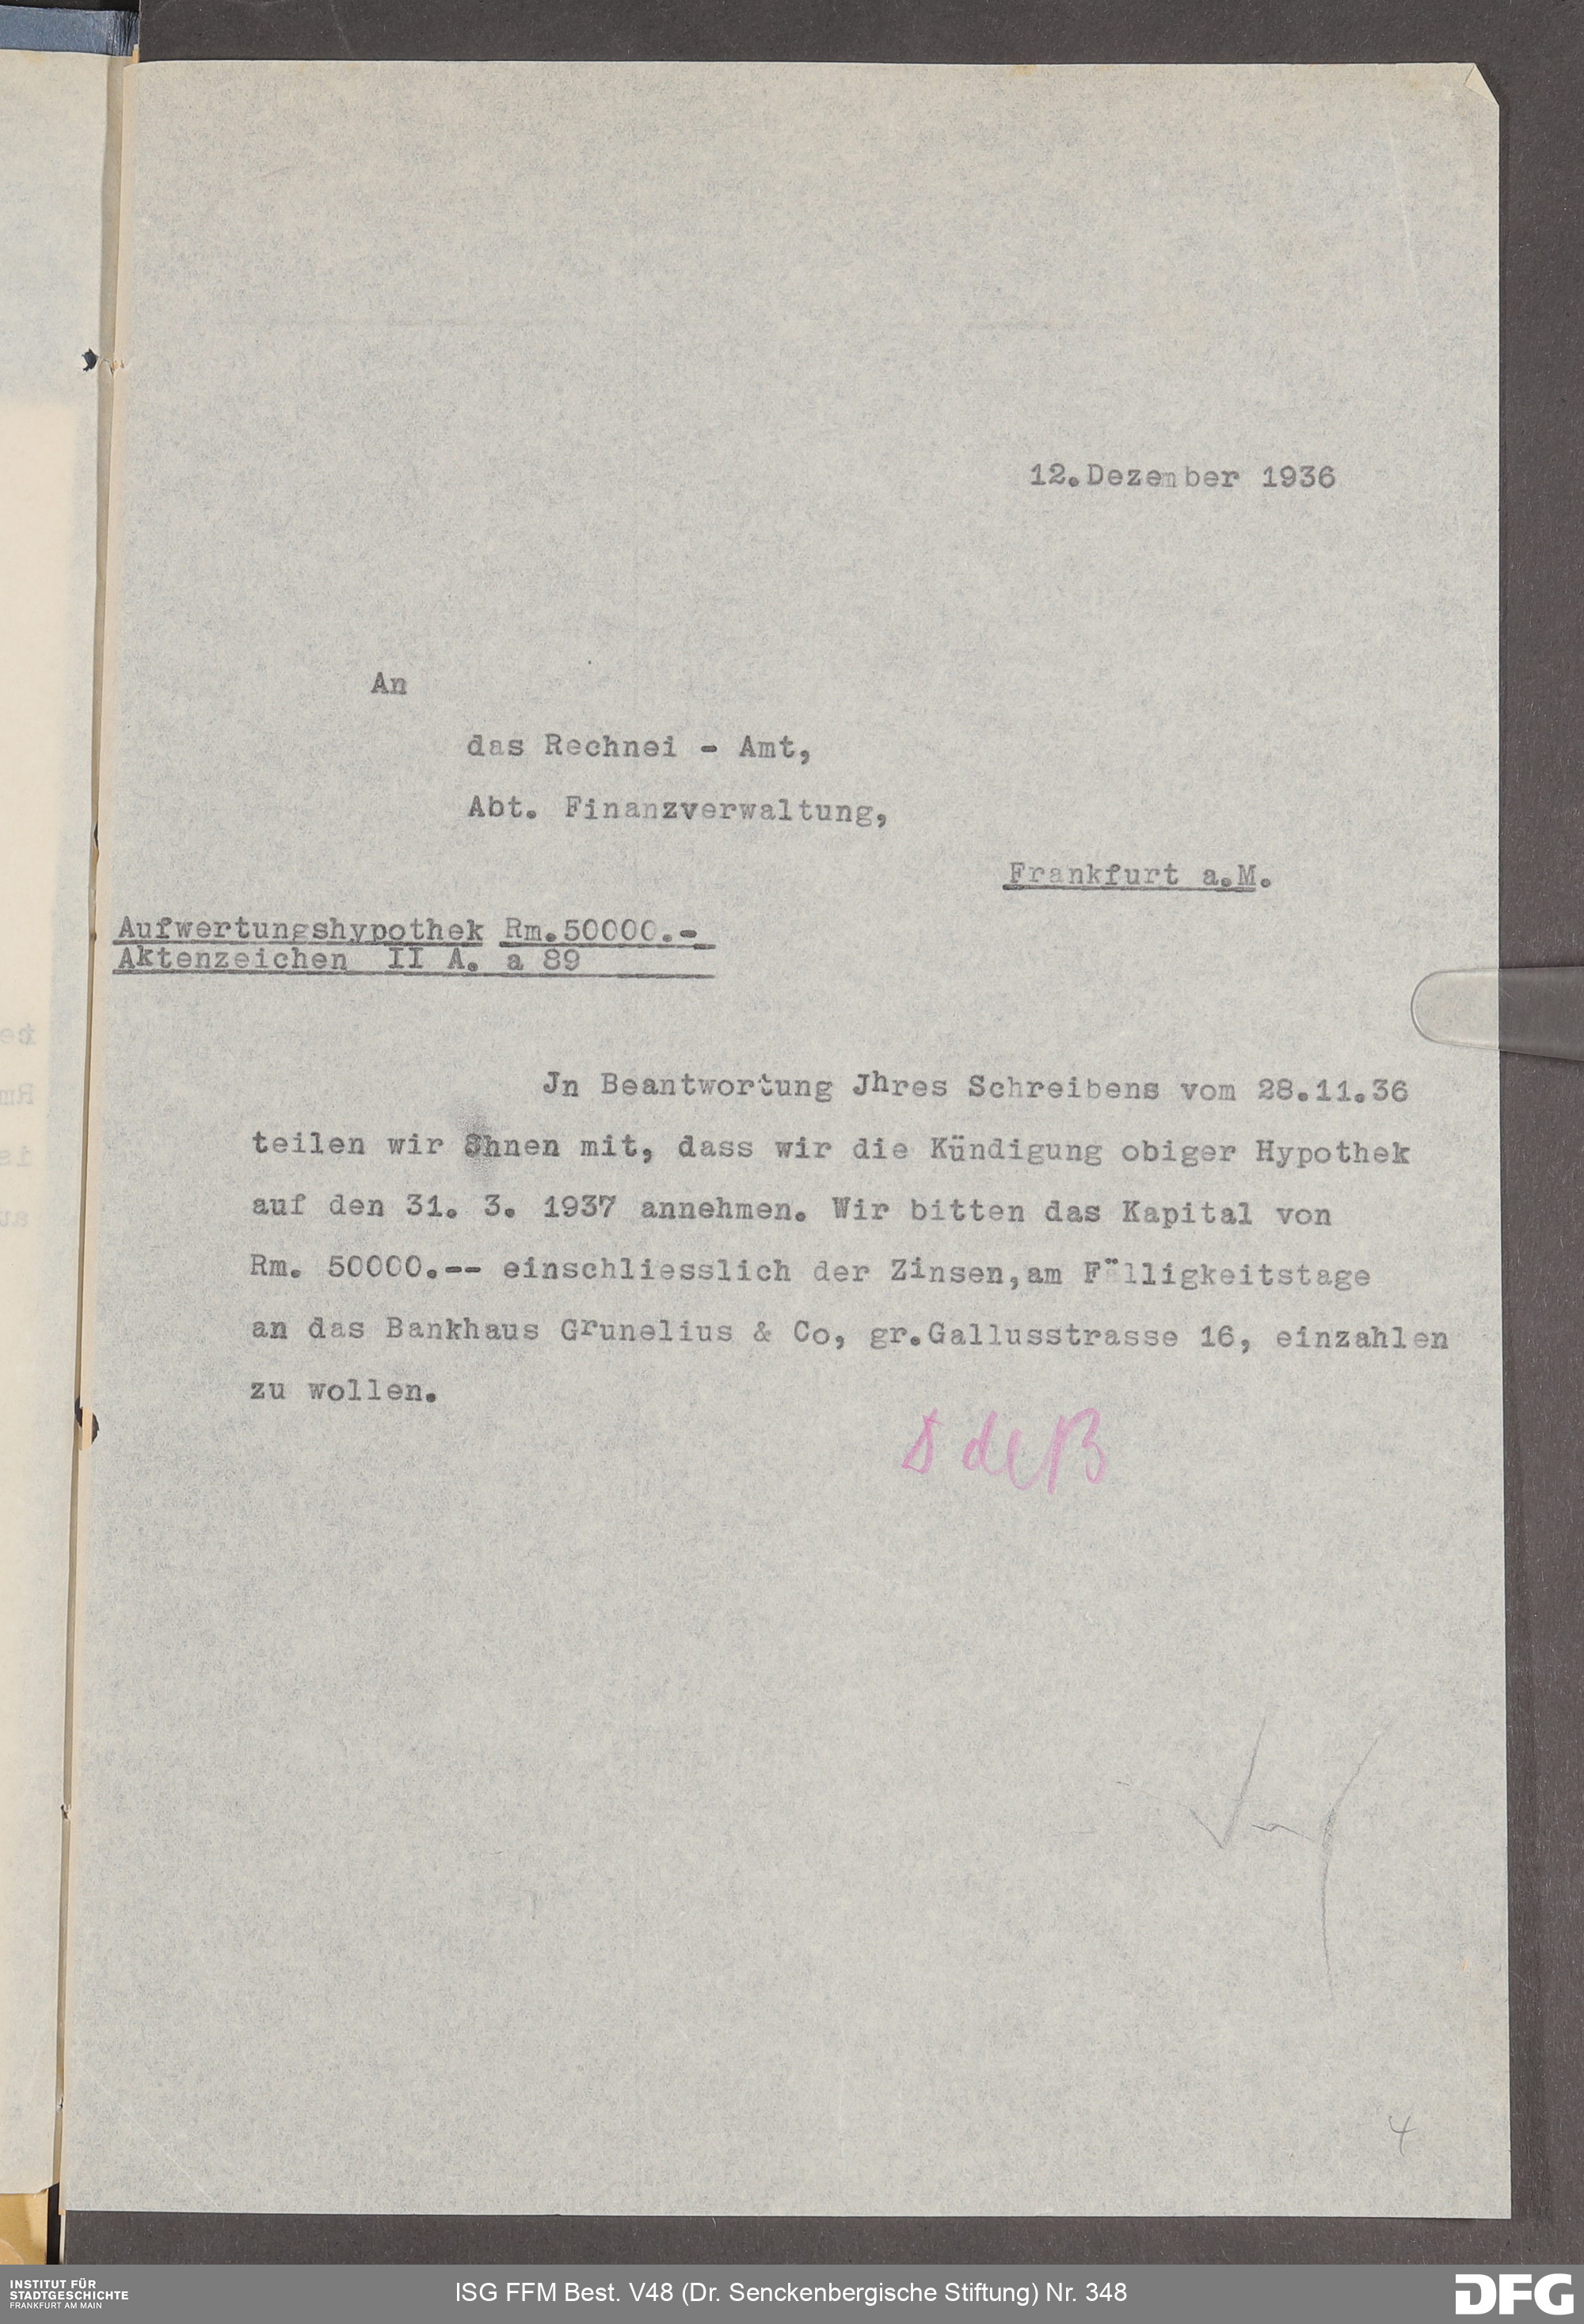 12.Dezember 1936
An
das Rechnei - Amt,
Abt. Finanzverwaltung,
Frankfurt a.M.
Aufwertungshypothek Rm.50000.-
Aktenzeichen II A. a 89
Jn Beantwortung Jhres Schreibens vom 28.11.36
teilen wir Jhnen mit, dass wir die Kündigung obiger Hypothek
auf den 31. 3. 1937 annehmen. Wir bitten das Kapital von
Rm. 50000.-- einschliesslich der Zinsen,am Fälligkeitstage
an das Bankhaus Grunelius & Co, gr.Gallusstrasse 16, einzahlen
zu wollen.
4
INSTITUT FÜR
STADTGESCHICHTE
FRANKFURT AM MAIN
ISG FFM Best. V48 (Dr. Senckenbergische Stiftung) Nr. 348
DFG